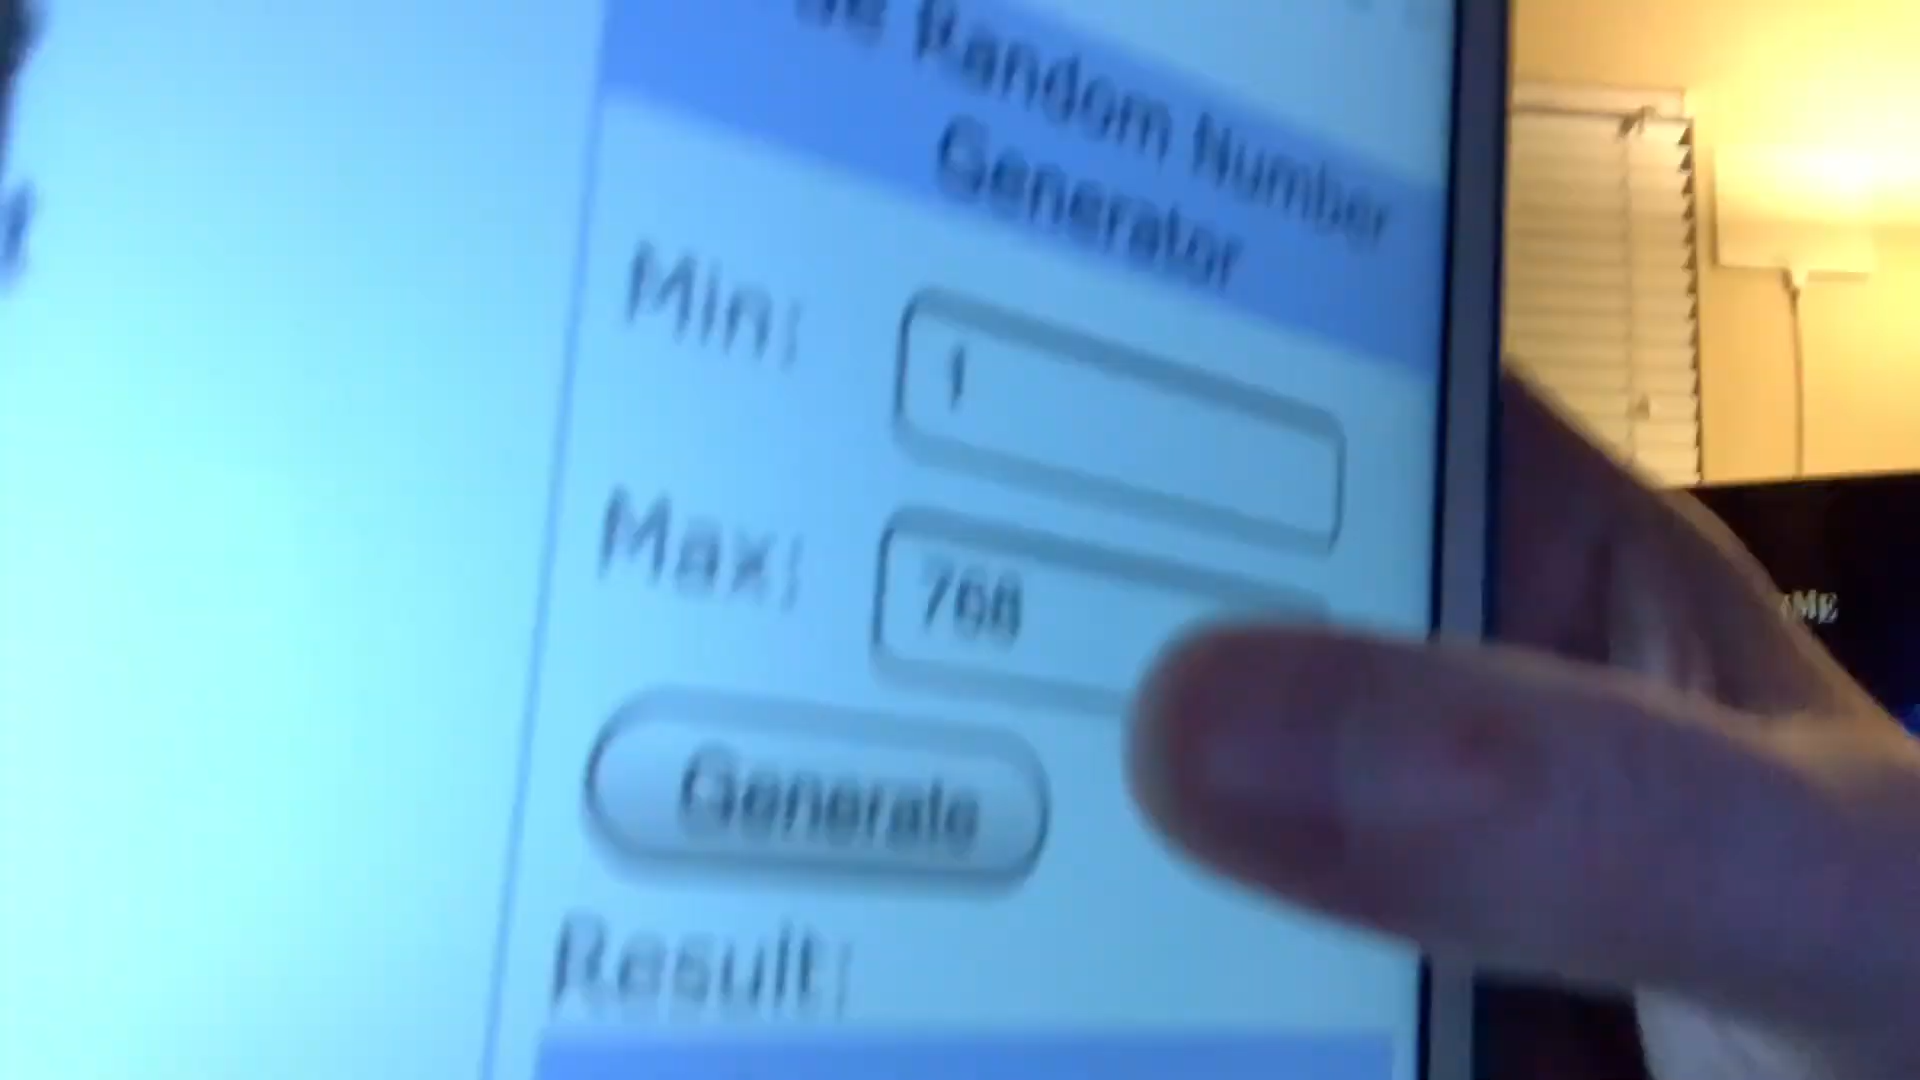 Random Number
Generator
Min: 1
Max: 768
Generate
Result: